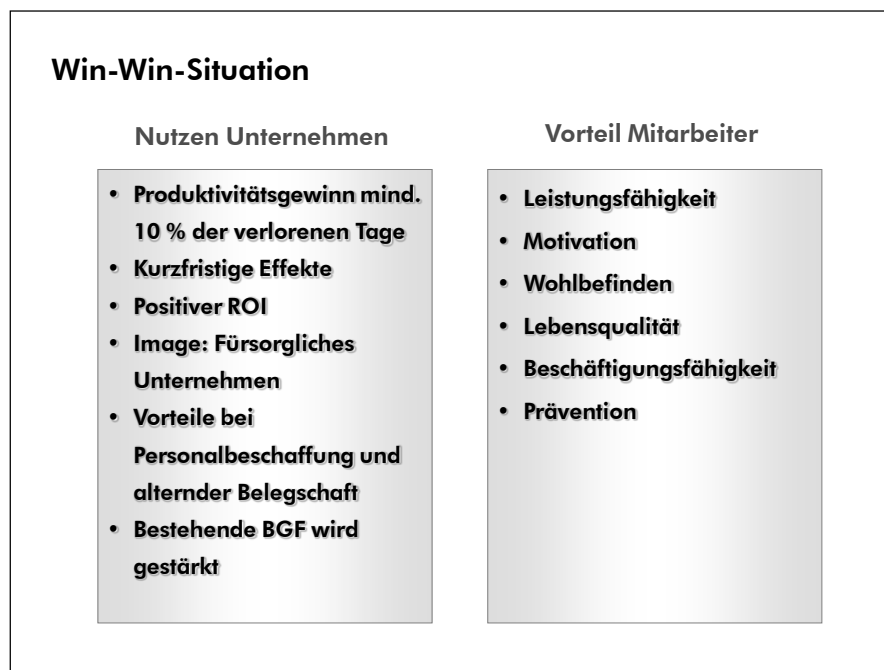 Win-Win-Situation
Nutzen Unternehmen
• Produktivitätsgewinn mind.
10 % der verlorenen Tage
• Kurzfristige Effekte
• Positiver ROI
• Image: Fürsorgliches
Unternehmen
• Vorteile bei
Personalbeschaffung und
alternder Belegschaft
• Bestehende BGF wird
gestärkt
Vorteil Mitarbeiter
• Leistungsfähigkeit
• Motivation
• Wohlbefinden
• Lebensqualität
• Beschäftigungsfähigkeit
• Prävention